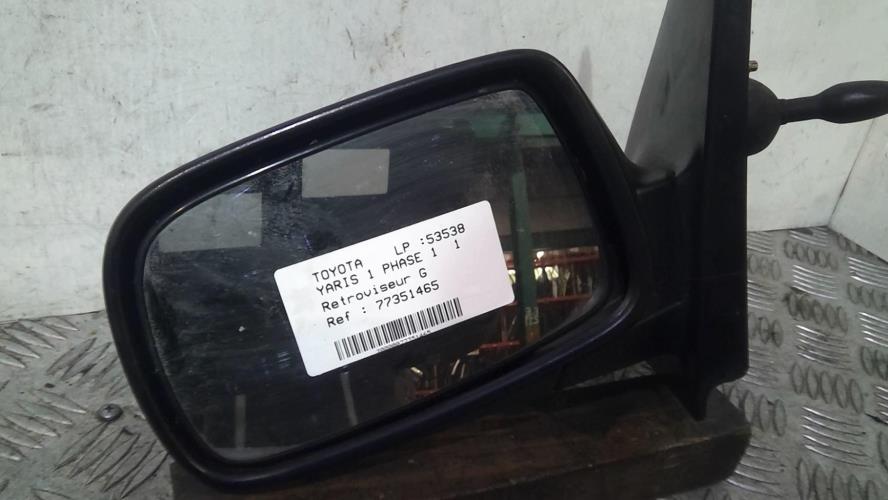 TOYOTA LP :53538
YARIS 1 PHASE 1 1
Retroviseur G
Ref : 77351465